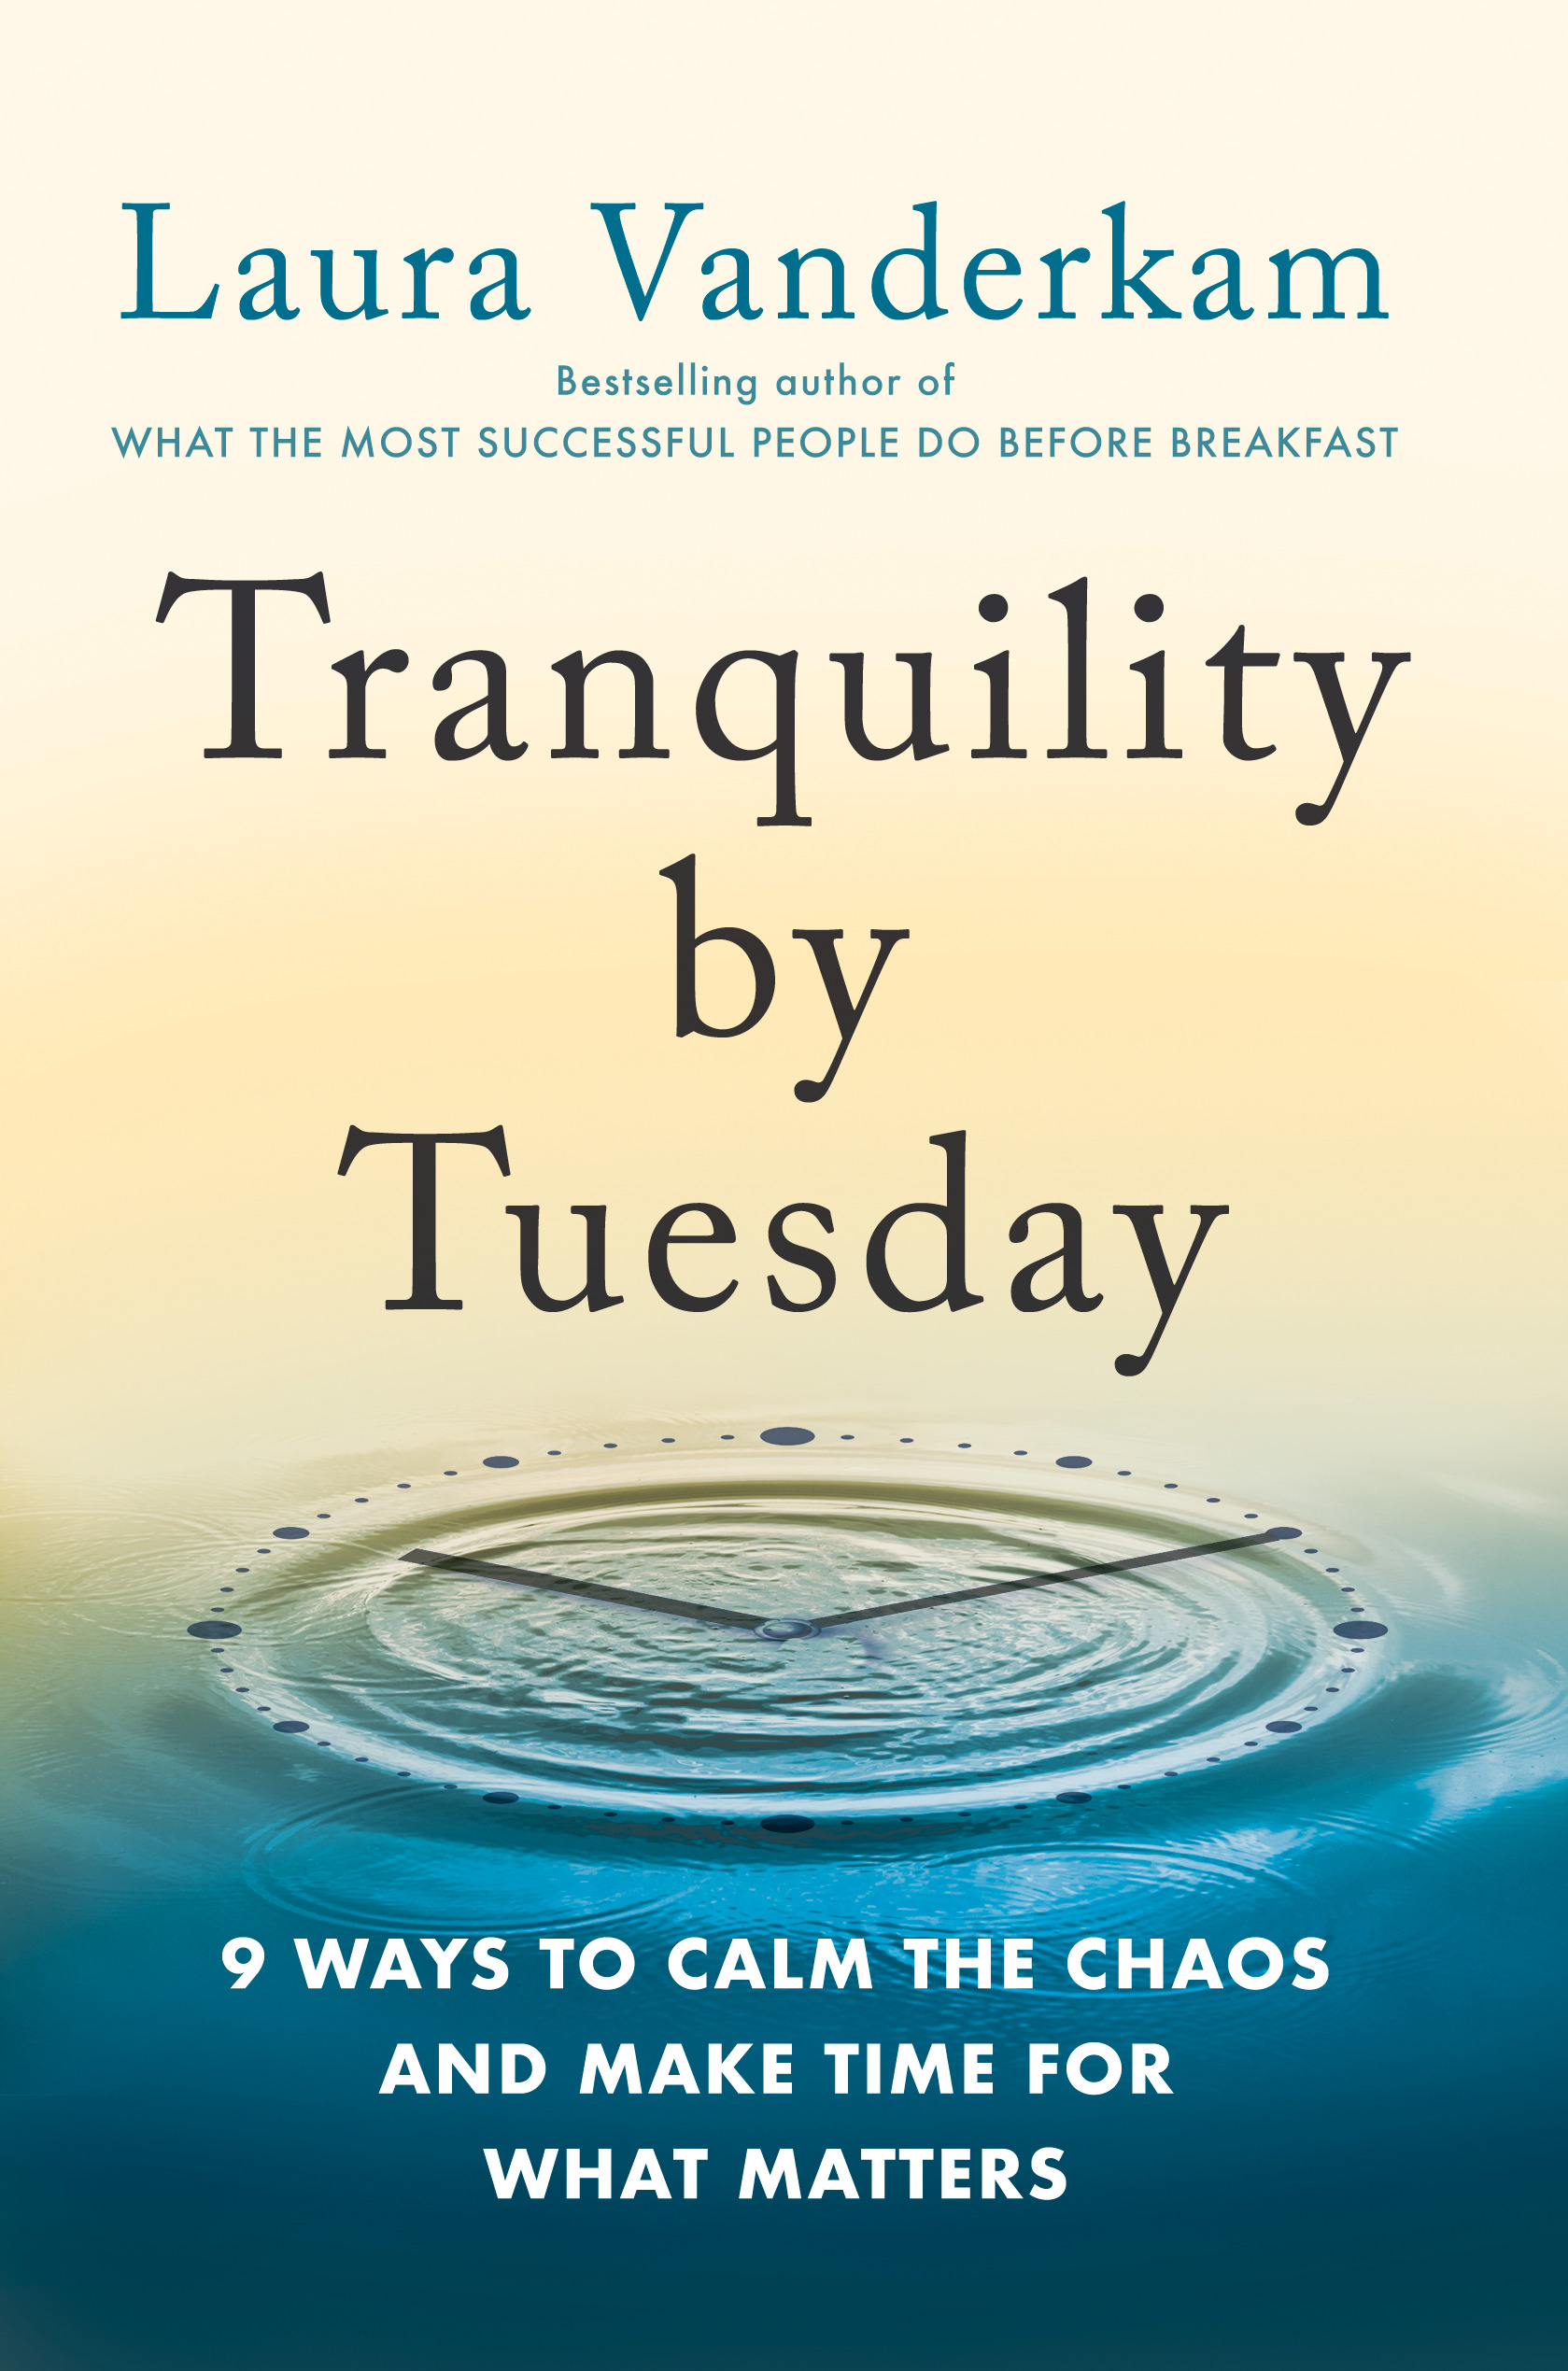 Laura Vanderkam
Bestselling author of
WHAT THE MOST SUCCESSFUL PEOPLE DO BEFORE BREAKFAST
Tranquility
by
Tuesday
9 WAYS TO CALM THE CHAOS
AND MAKE TIME FOR
WHAT MATTERS